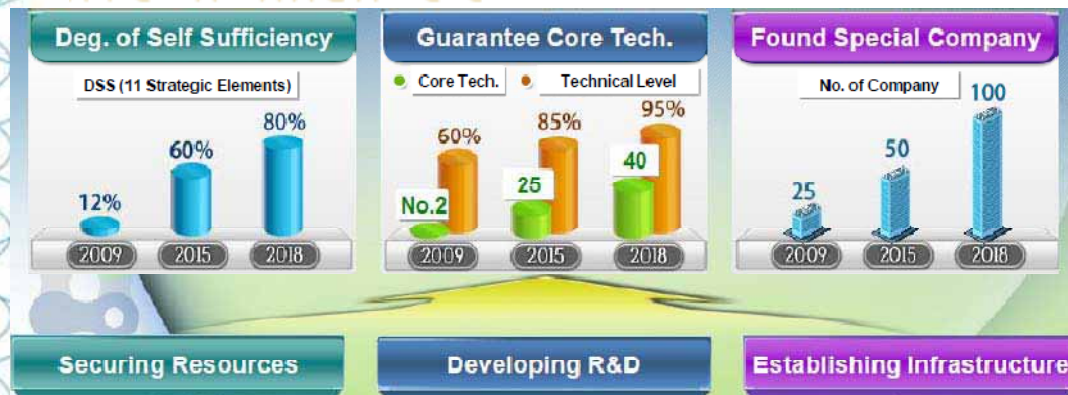 Deg. of Self Sufficiency
DSS (11 Strategic Elements)
12%
60%
80%
2009
2015
2018
Guarantee Core Tech.
Core Tech.
Technical Level
No.2
60%
25
85%
40
95%
2009
2015
2018
Found Special Company
No. of Company
25
50
100
2009
2015
2018
Securing Resources
Developing R&D
Establishing Infrastructure